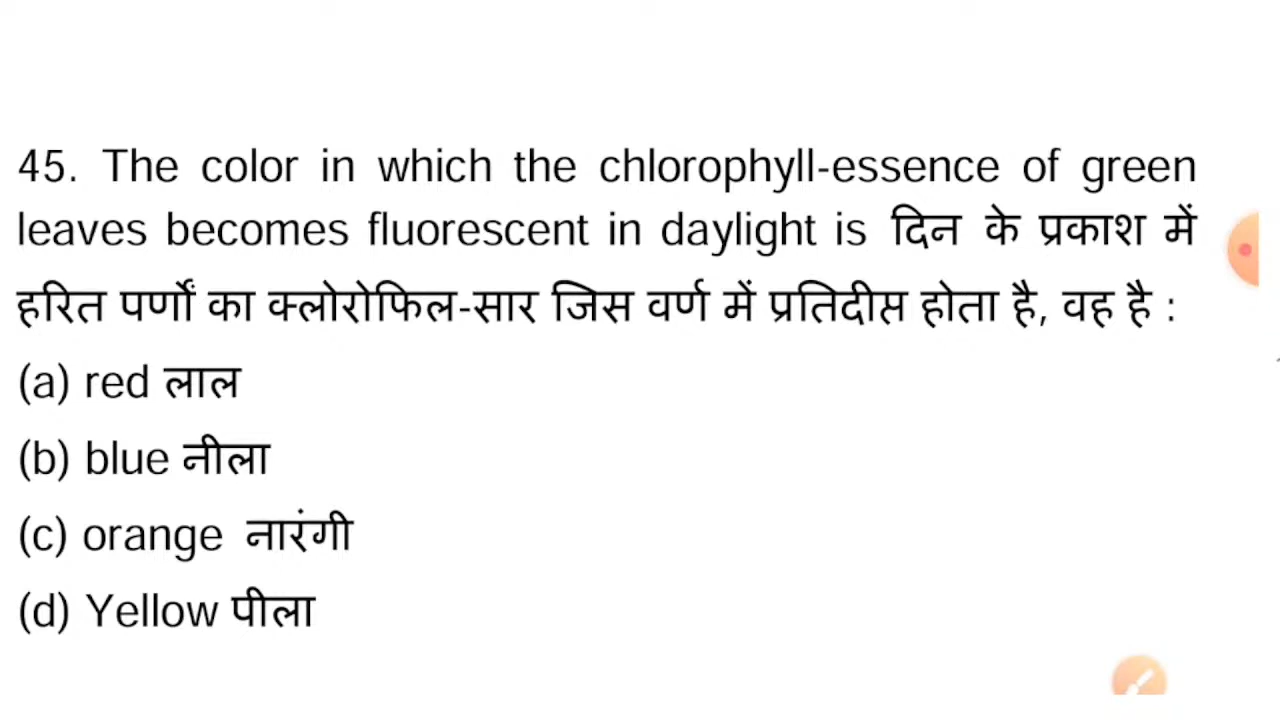 45. The color in which the chlorophyll-essence of green
leaves becomes fluorescent in daylight is दिन के प्रकाश में
हरित पर्णों का क्लोरोफिल-सार जिस वर्ण में प्रतिदीप्त होता है, वह है :
(a) red लाल
(b) blue नीला
(c) orange नारंगी
(d) Yellow पीला